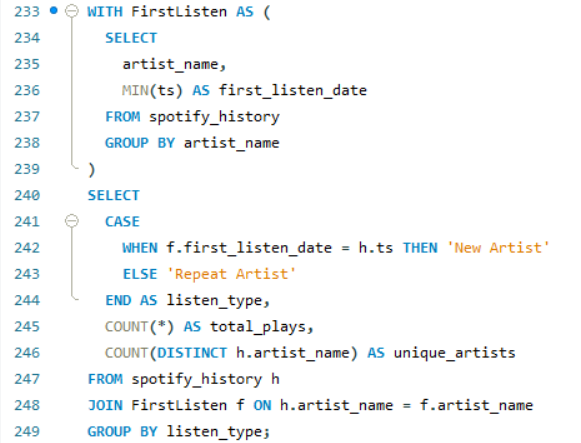 233 WITH FirstListen AS (
234 SELECT
235 artist_name,
236 MIN(ts) AS first_listen_date
237 FROM spotify_history
238 GROUP BY artist_name
239 )
240 SELECT
241 CASE
242 WHEN f.first_listen_date = h.ts THEN 'New Artist'
243 ELSE 'Repeat Artist'
244 END AS listen_type,
245 COUNT(*) AS total_plays,
246 COUNT(DISTINCT h.artist_name) AS unique_artists
247 FROM spotify_history h
248 JOIN FirstListen f ON h.artist_name = f.artist_name
249 GROUP BY listen_type;